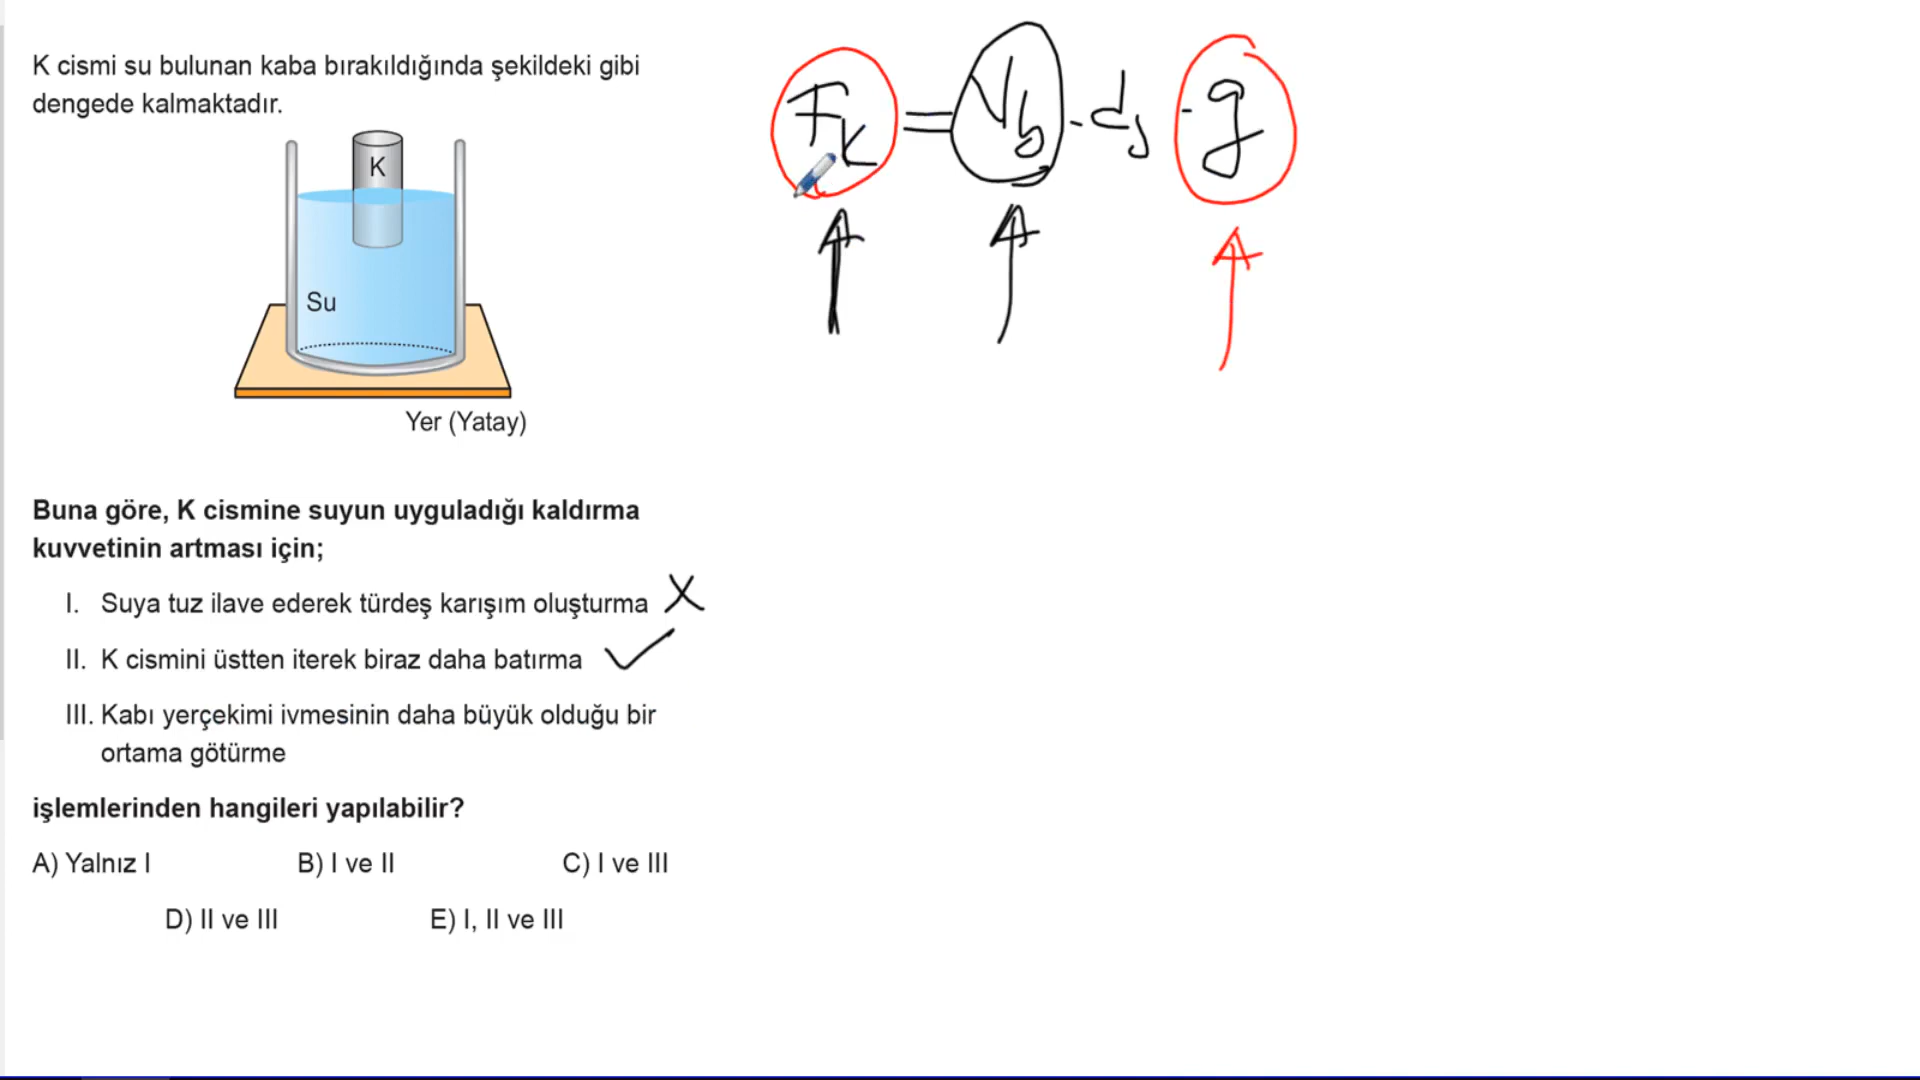 K cismi su bulunan kaba bırakıldığında şekildeki gibi
dengede kalmaktadır.
K
Su
Yer (Yatay)
Buna göre, K cismine suyun uyguladığı kaldırma
kuvvetinin artması için;
I. Suya tuz ilave ederek türdeş karışım oluşturma X
II. K cismini üstten iterek biraz daha batırma ✓
III. Kabı yerçekimi ivmesinin daha büyük olduğu bir
ortama götürme
işlemlerinden hangileri yapılabilir?
A) Yalnız I B) I ve II C) I ve III
D) II ve III E) I, II ve III
FK = Vb . ds . g